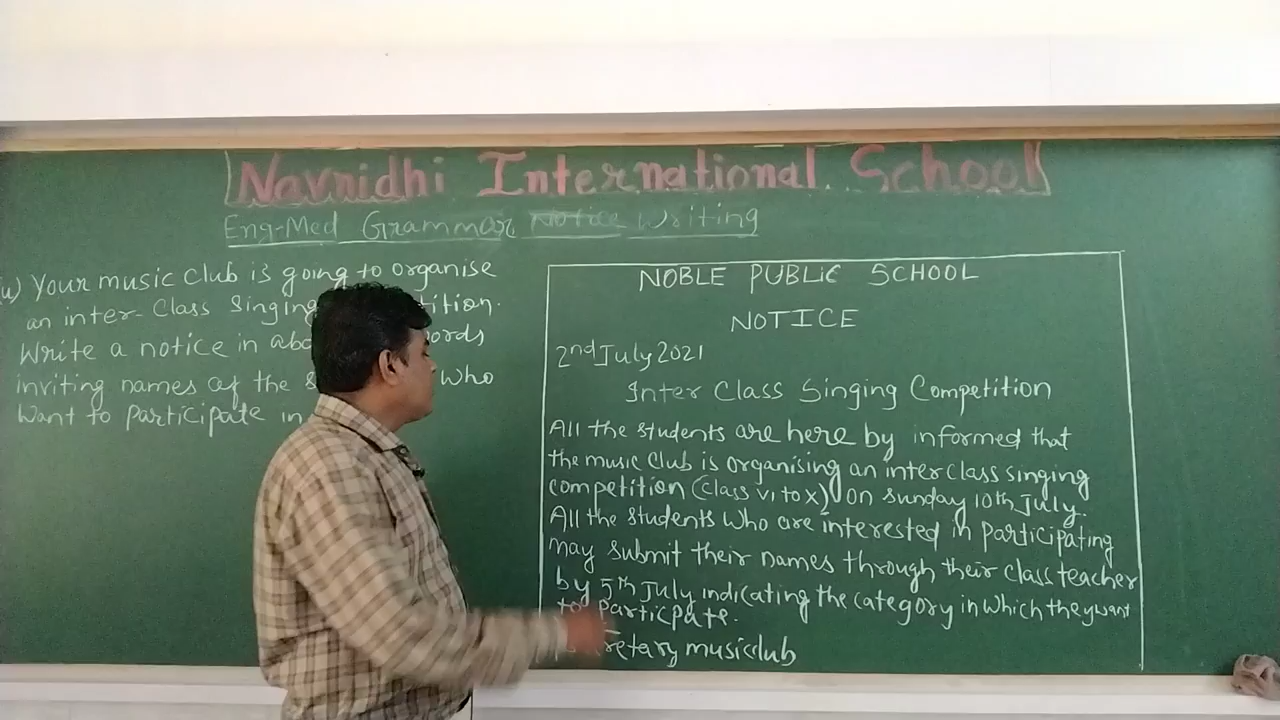 Navnidhi International School
Eng-Med Grammar Notice Writing
Your music club is going to organise
an inter-Class Singing
Write a notice in
inviting names of the who
Want to participate in
NOBLE PUBLIC SCHOOL
NOTICE
2nd July 2021
Inter Class Singing Competition
All the students are here by informed that
the music club is organising an inter class singing
competition (class VI to X) on Sunday 10th July.
All the students who are interested in participating
may submit their names through their class teacher
by 5th July indicating the category in which they want
to Particpate.
musicclub